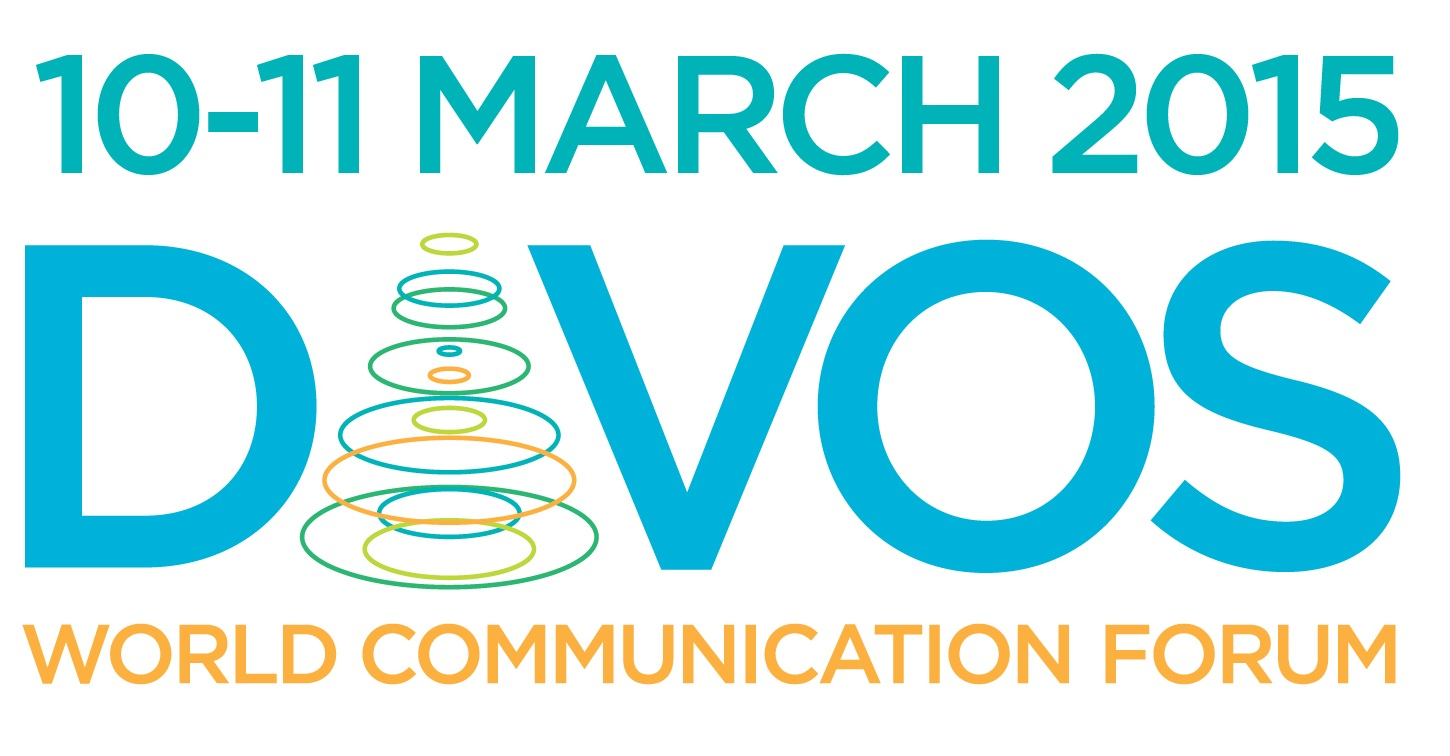 10-11 MARCH 2015
DAVOS
WORLD COMMUNICATION FORUM